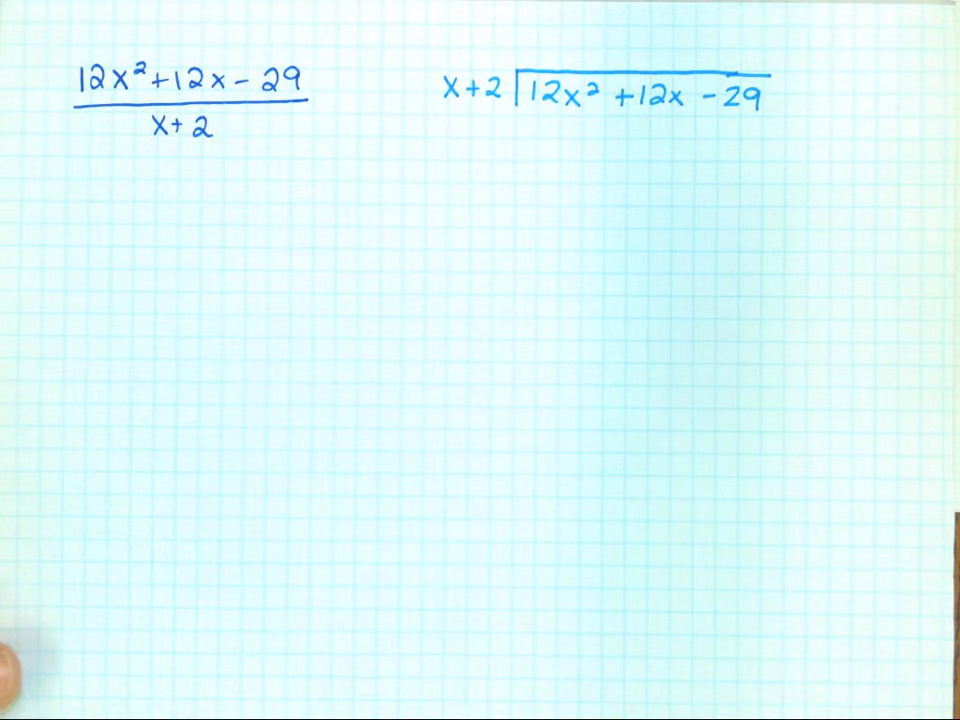 12x²+12x - 29
x+ 2
x+2 12x² +12x - 29